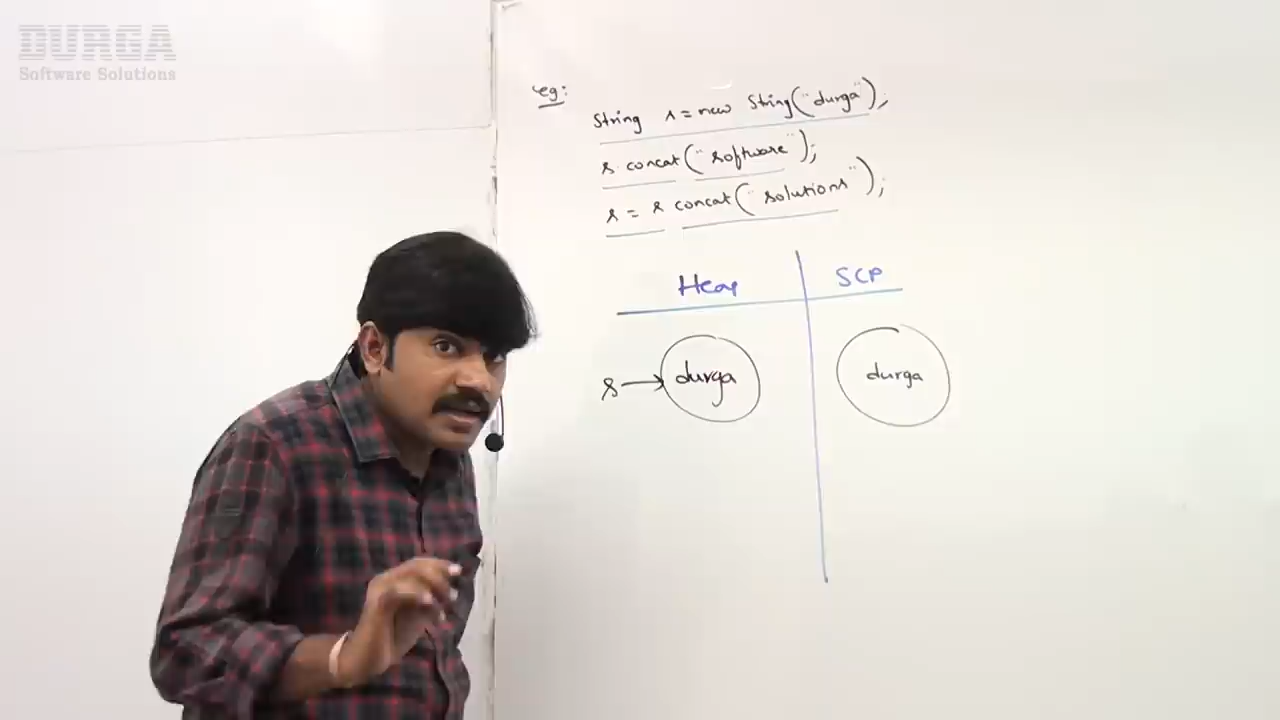 DURGA
Software Solutions
eg:
String s = new String("durga");
s.concat("software");
s = s.concat("solutions");
Heap SCP
s → durga durga